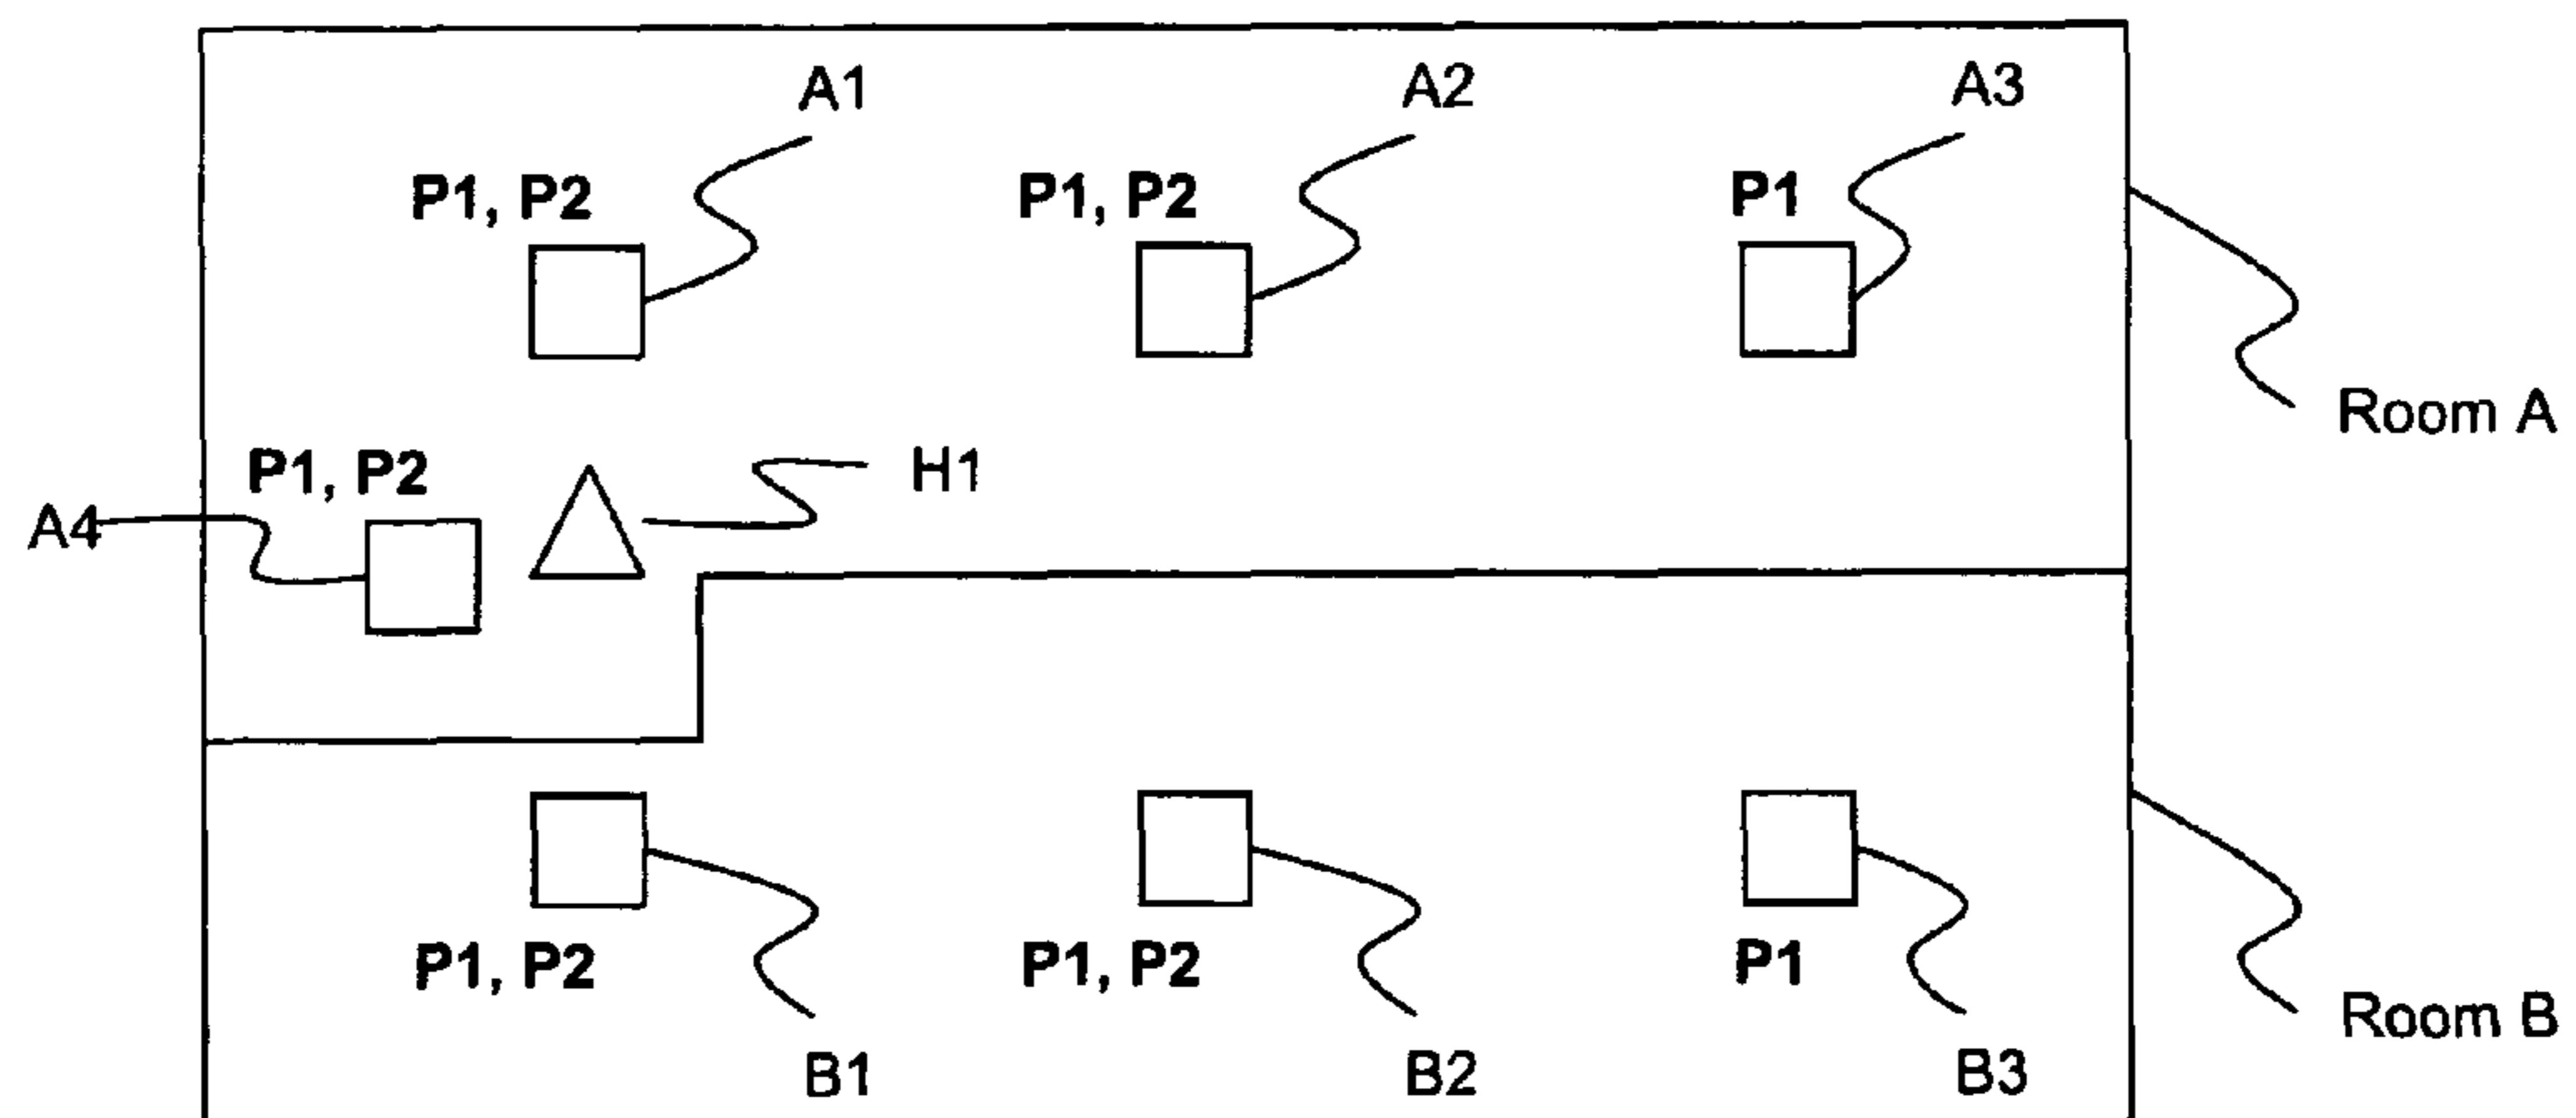 A1 A2 A3
P1, P2 P1, P2 P1
Room A
P1, P2 H1
A4
P1, P2 P1, P2 P1
Room B
B1 B2 B3